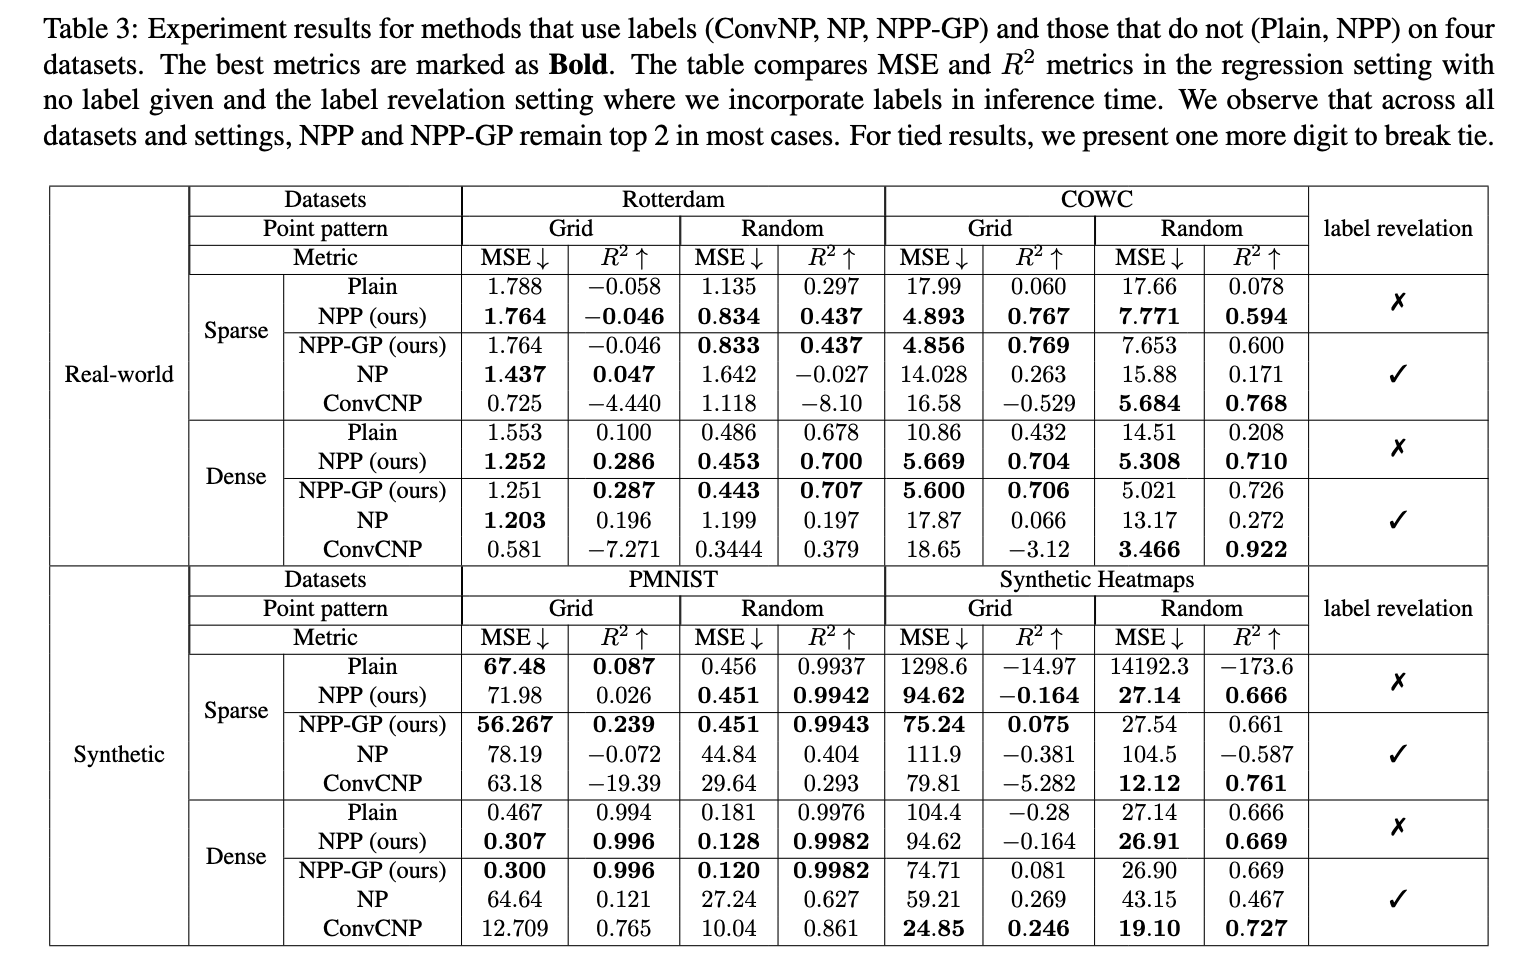 Table 3: Experiment results for methods that use labels (ConvNP, NP, NPP-GP) and those that do not (Plain, NPP) on four
datasets. The best metrics are marked as Bold. The table compares MSE and R² metrics in the regression setting with
no label given and the label revelation setting where we incorporate labels in inference time. We observe that across all
datasets and settings, NPP and NPP-GP remain top 2 in most cases. For tied results, we present one more digit to break tie.
Datasets Rotterdam COWC
Point pattern Grid Random Grid Random label revelation
Metric MSE ↓ R² ↑ MSE ↓ R² ↑ MSE ↓ R² ↑ MSE ↓ R² ↑
Plain 1.788 −0.058 1.135 0.297 17.99 0.060 17.66 0.078 ✗
Sparse NPP (ours) 1.764 −0.046 0.834 0.437 4.893 0.767 7.771 0.594
NPP-GP (ours) 1.764 −0.046 0.833 0.437 4.856 0.769 7.653 0.600
Real-world NP 1.437 0.047 1.642 −0.027 14.028 0.263 15.88 0.171 ✓
ConvCNP 0.725 −4.440 1.118 −8.10 16.58 −0.529 5.684 0.768
Plain 1.553 0.100 0.486 0.678 10.86 0.432 14.51 0.208 ✗
Dense NPP (ours) 1.252 0.286 0.453 0.700 5.669 0.704 5.308 0.710
NPP-GP (ours) 1.251 0.287 0.443 0.707 5.600 0.706 5.021 0.726
NP 1.203 0.196 1.199 0.197 17.87 0.066 13.17 0.272 ✓
ConvCNP 0.581 −7.271 0.3444 0.379 18.65 −3.12 3.466 0.922
Datasets PMNIST Synthetic Heatmaps
Point pattern Grid Random Grid Random label revelation
Metric MSE ↓ R² ↑ MSE ↓ R² ↑ MSE ↓ R² ↑ MSE ↓ R² ↑
Plain 67.48 0.087 0.456 0.9937 1298.6 −14.97 14192.3 −173.6 ✗
Sparse NPP (ours) 71.98 0.026 0.451 0.9942 94.62 −0.164 27.14 0.666
NPP-GP (ours) 56.267 0.239 0.451 0.9943 75.24 0.075 27.54 0.661
Synthetic NP 78.19 −0.072 44.84 0.404 111.9 −0.381 104.5 −0.587 ✓
ConvCNP 63.18 −19.39 29.64 0.293 79.81 −5.282 12.12 0.761
Plain 0.467 0.994 0.181 0.9976 104.4 −0.28 27.14 0.666 ✗
Dense NPP (ours) 0.307 0.996 0.128 0.9982 94.62 −0.164 26.91 0.669
NPP-GP (ours) 0.300 0.996 0.120 0.9982 74.71 0.081 26.90 0.669
NP 64.64 0.121 27.24 0.627 59.21 0.269 43.15 0.467 ✓
ConvCNP 12.709 0.765 10.04 0.861 24.85 0.246 19.10 0.727